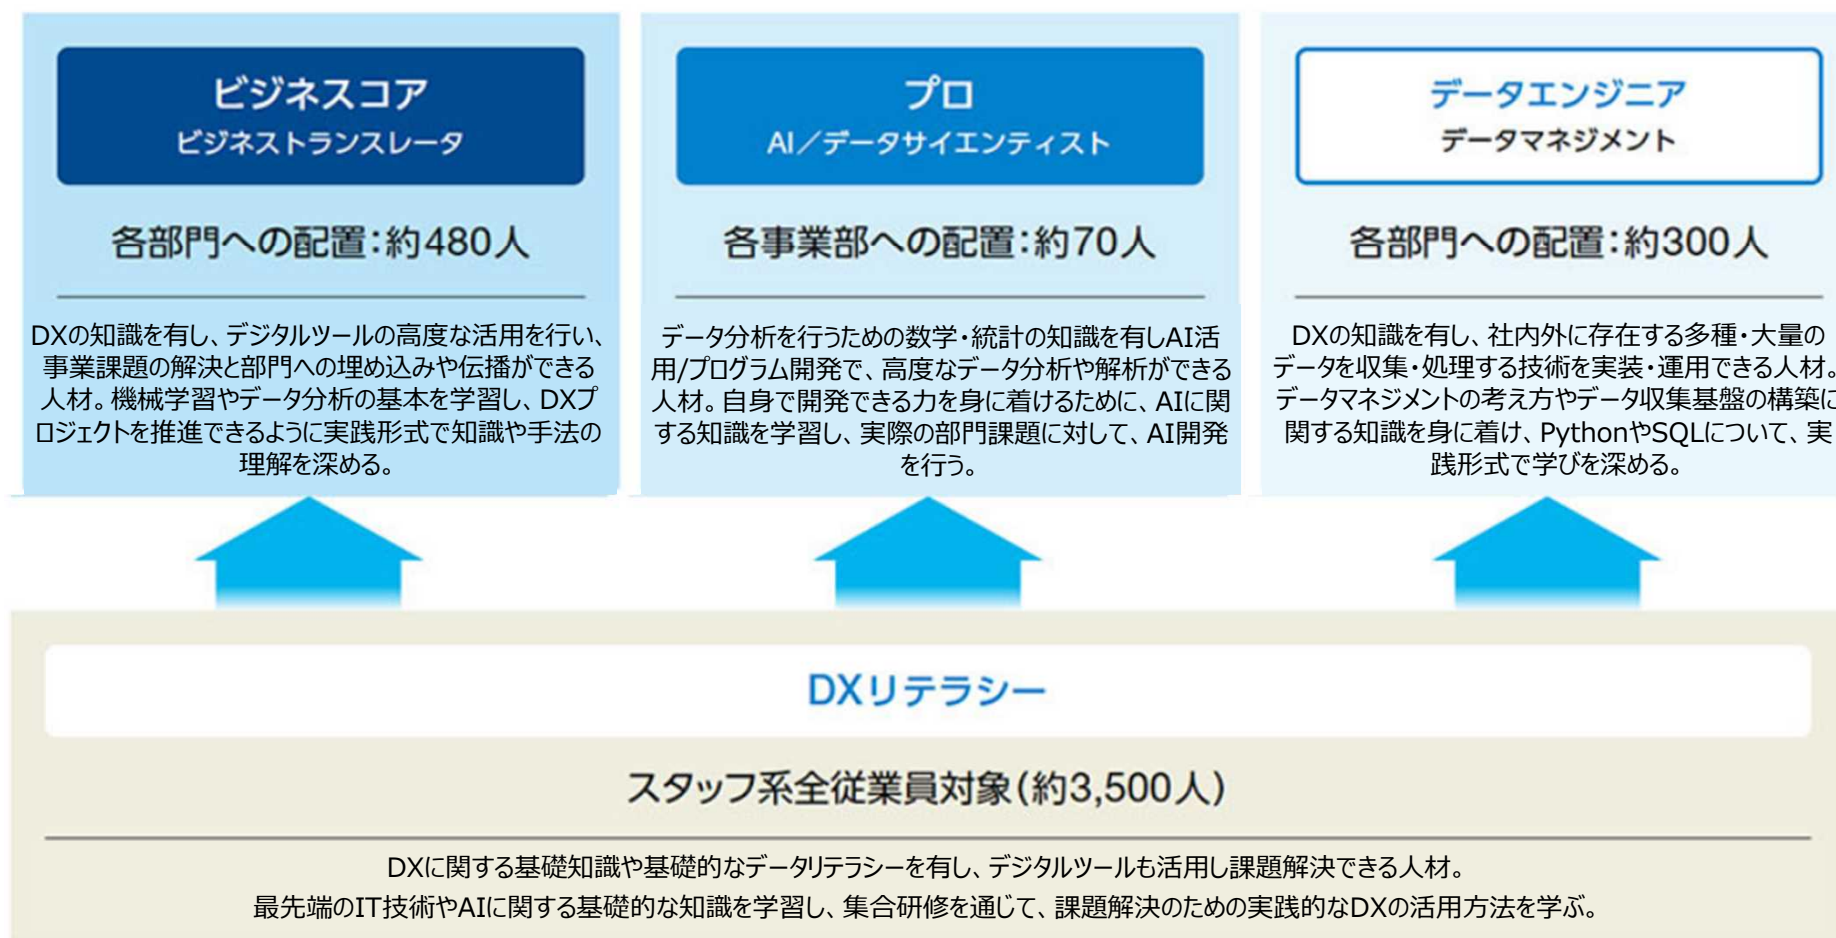 ビジネスコア
ビジネストランスレータ
各部門への配置：約480人
DXの知識を有し、デジタルツールの高度な活用を行い、
事業課題の解決と部門への埋め込みや伝播ができる
人材。機械学習やデータ分析の基本を学習し、DXプ
ロジェクトを推進できるように実践形式で知識や手法の
理解を深める。
プロ
AI／データサイエンティスト
各事業部への配置：約70人
データ分析を行うための数学・統計の知識を有しAI活
用/プログラム開発で、高度なデータ分析や解析ができる
人材。自身で開発できる力を身に着けるために、AIに関
する知識を学習し、実際の部門課題に対して、AI開発
を行う。
データエンジニア
データマネジメント
各部門への配置：約300人
DXの知識を有し、社内外に存在する多種・大量の
データを収集・処理する技術を実装・運用できる人材。
データマネジメントの考え方やデータ収集基盤の構築に
関する知識を身に着け、PythonやSQLについて、実
践形式で学びを深める。
DXリテラシー
スタッフ系全従業員対象（約3,500人）
DXに関する基礎知識や基礎的なデータリテラシーを有し、デジタルツールも活用し課題解決できる人材。
最先端のIT技術やAIに関する基礎的な知識を学習し、集合研修を通じて、課題解決のための実践的なDXの活用方法を学ぶ。